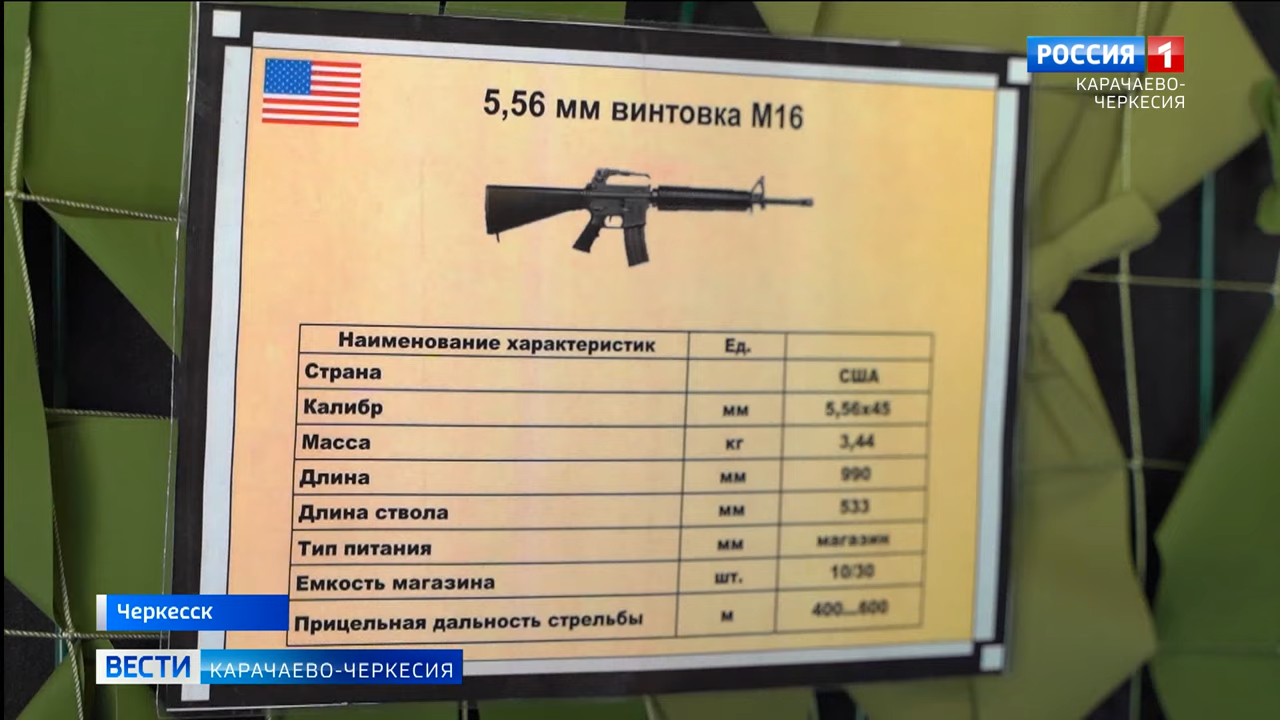 РОССИЯ 1
КАРАЧАЕВО-
ЧЕРКЕСИЯ
5,56 мм винтовка М16
Наименование характеристик Ед.
Страна США
Калибр мм 5,56х45
Масса кг 3,44
Длина мм 990
Длина ствола мм 533
Тип питания мм магазин
Емкость магазина шт. 10/30
Прицельная дальность стрельбы м 400...600
Черкесск
ВЕСТИ КАРАЧАЕВО-ЧЕРКЕСИЯ